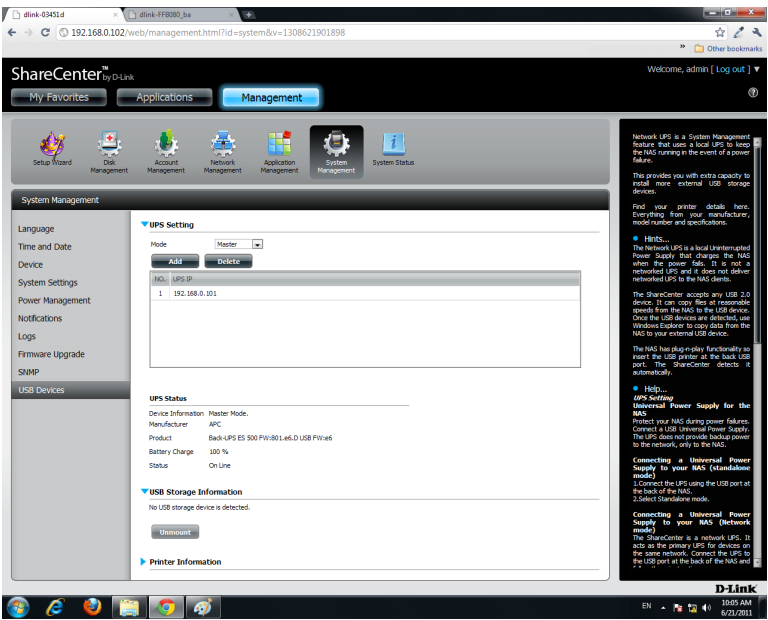 dlink-03451d
dlink-FFB080_ba
192.168.0.102/web/management.html?id=system&v=1308621901898
Other bookmarks
ShareCenter™ by D-Link
Welcome, admin [ Log out ]
My Favorites
Applications
Management
Setup Wizard
Disk
Management
Account
Management
Network
Management
Application
Management
System
Management
System Status
System Management
Language
Time and Date
Device
System Settings
Power Management
Notifications
Logs
Firmware Upgrade
SNMP
USB Devices
UPS Setting
Mode Master
Add Delete
NO. UPS IP
1 192.168.0.101
UPS Status
Device Information Master Mode.
Manufacturer APC
Product Back-UPS ES 500 FW:801.e6.D USB FW:e6
Battery Charge 100 %
Status On Line
USB Storage Information
No USB storage device is detected.
Unmount
Printer Information
Network UPS is a System Management
feature that uses a local UPS to keep
the NAS running in the event of a power
failure.
This provides you with extra capacity to
install more external USB storage
devices.
Find your printer details here.
Everything from your manufacturer,
model number and specifications.
Hints...
The Network UPS is a local Uninterrupted
Power Supply that charges the NAS
when the power fails. It is not a
networked UPS and it does not deliver
networked UPS to the NAS clients.
The ShareCenter accepts any USB 2.0
device. It can copy files at reasonable
speeds from the NAS to the USB device.
Once the USB devices are detected, use
Windows Explorer to copy data from the
NAS to your external USB device.
The NAS has plug-n-play functionality so
insert the USB printer at the back USB
port. The ShareCenter detects it
automatically.
Help...
UPS Setting
Universal Power Supply for the
NAS
Protect your NAS during power failures.
Connect a USB Universal Power Supply.
The UPS does not provide backup power
to the network, only to the NAS.
Connecting a Universal Power
Supply to your NAS (standalone
mode)
1.Connect the UPS using the USB port at
the back of the NAS.
2.Select Standalone mode.
Connecting a Universal Power
Supply to your NAS (Network
mode)
The ShareCenter is a network UPS. It
acts as the primary UPS for devices on
the same network. Connect the UPS to
the USB port at the back of the NAS and
D-Link
EN
10:05 AM
6/21/2011